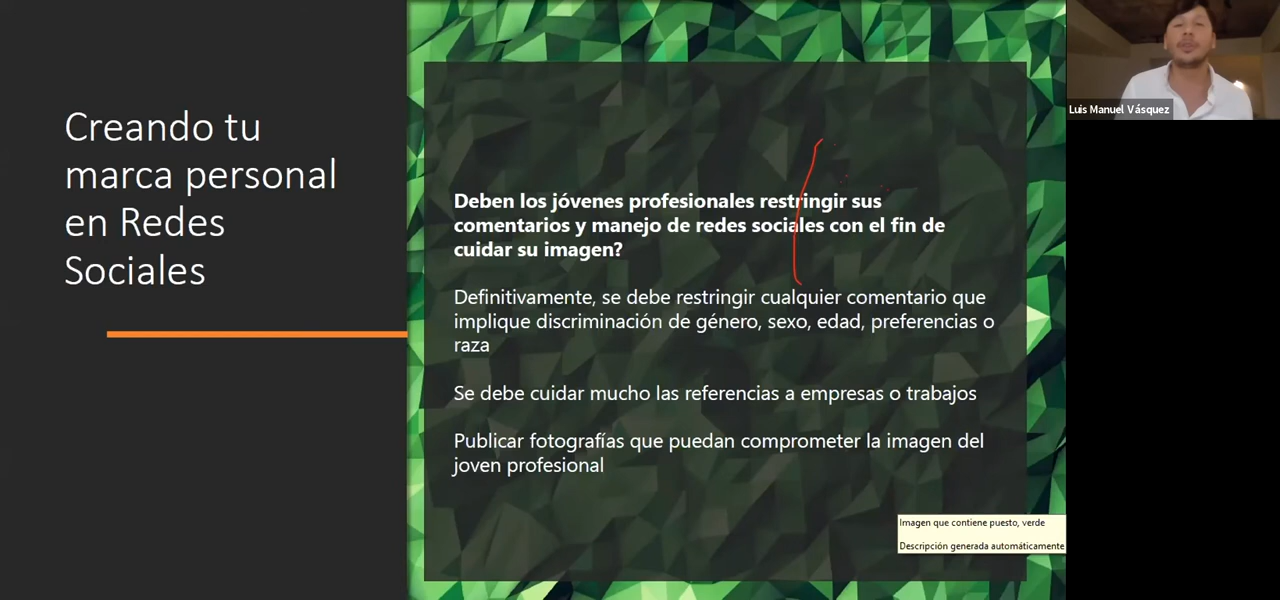 Creando tu
marca personal
en Redes
Sociales
Deben los jóvenes profesionales restringir sus
comentarios y manejo de redes sociales con el fin de
cuidar su imagen?
Definitivamente, se debe restringir cualquier comentario que
implique discriminación de género, sexo, edad, preferencias o
raza
Se debe cuidar mucho las referencias a empresas o trabajos
Publicar fotografías que puedan comprometer la imagen del
joven profesional
Imagen que contiene puesto, verde
Descripción generada automáticamente
Luis Manuel Vásquez